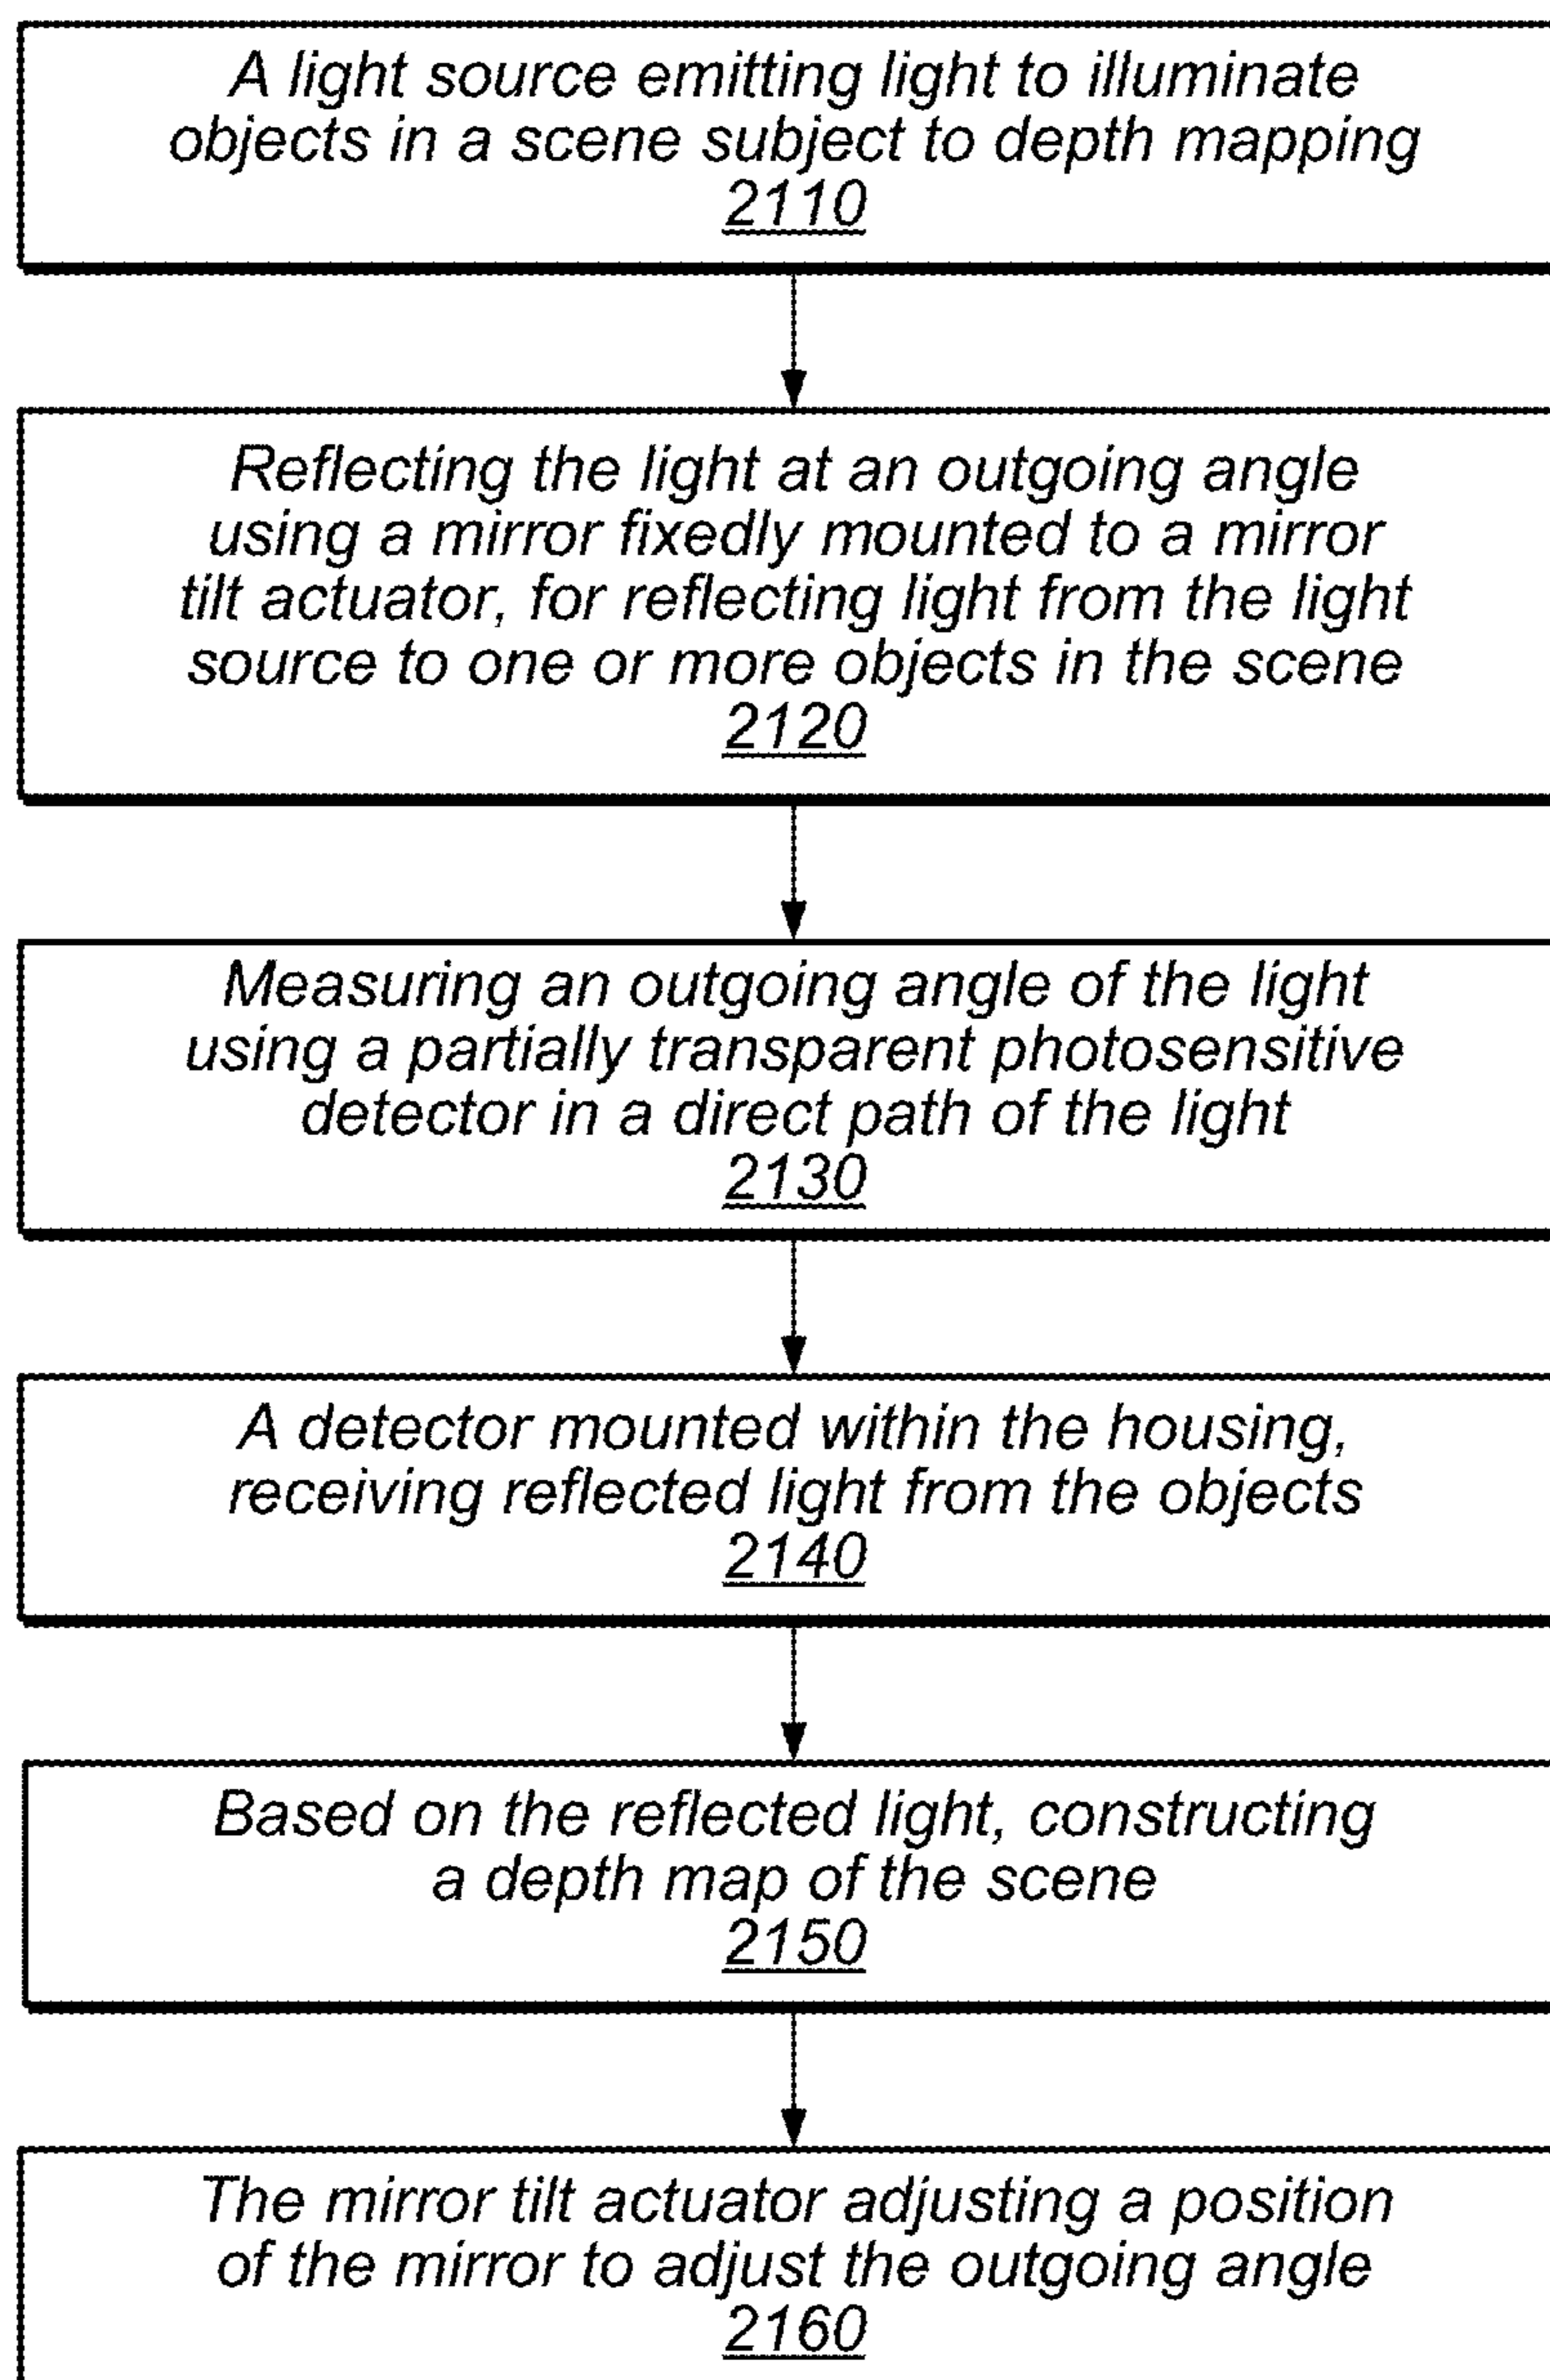 A light source emitting light to illuminate
objects in a scene subject to depth mapping
2110
Reflecting the light at an outgoing angle
using a mirror fixedly mounted to a mirror
tilt actuator, for reflecting light from the light
source to one or more objects in the scene
2120
Measuring an outgoing angle of the light
using a partially transparent photosensitive
detector in a direct path of the light
2130
A detector mounted within the housing,
receiving reflected light from the objects
2140
Based on the reflected light, constructing
a depth map of the scene
2150
The mirror tilt actuator adjusting a position
of the mirror to adjust the outgoing angle
2160